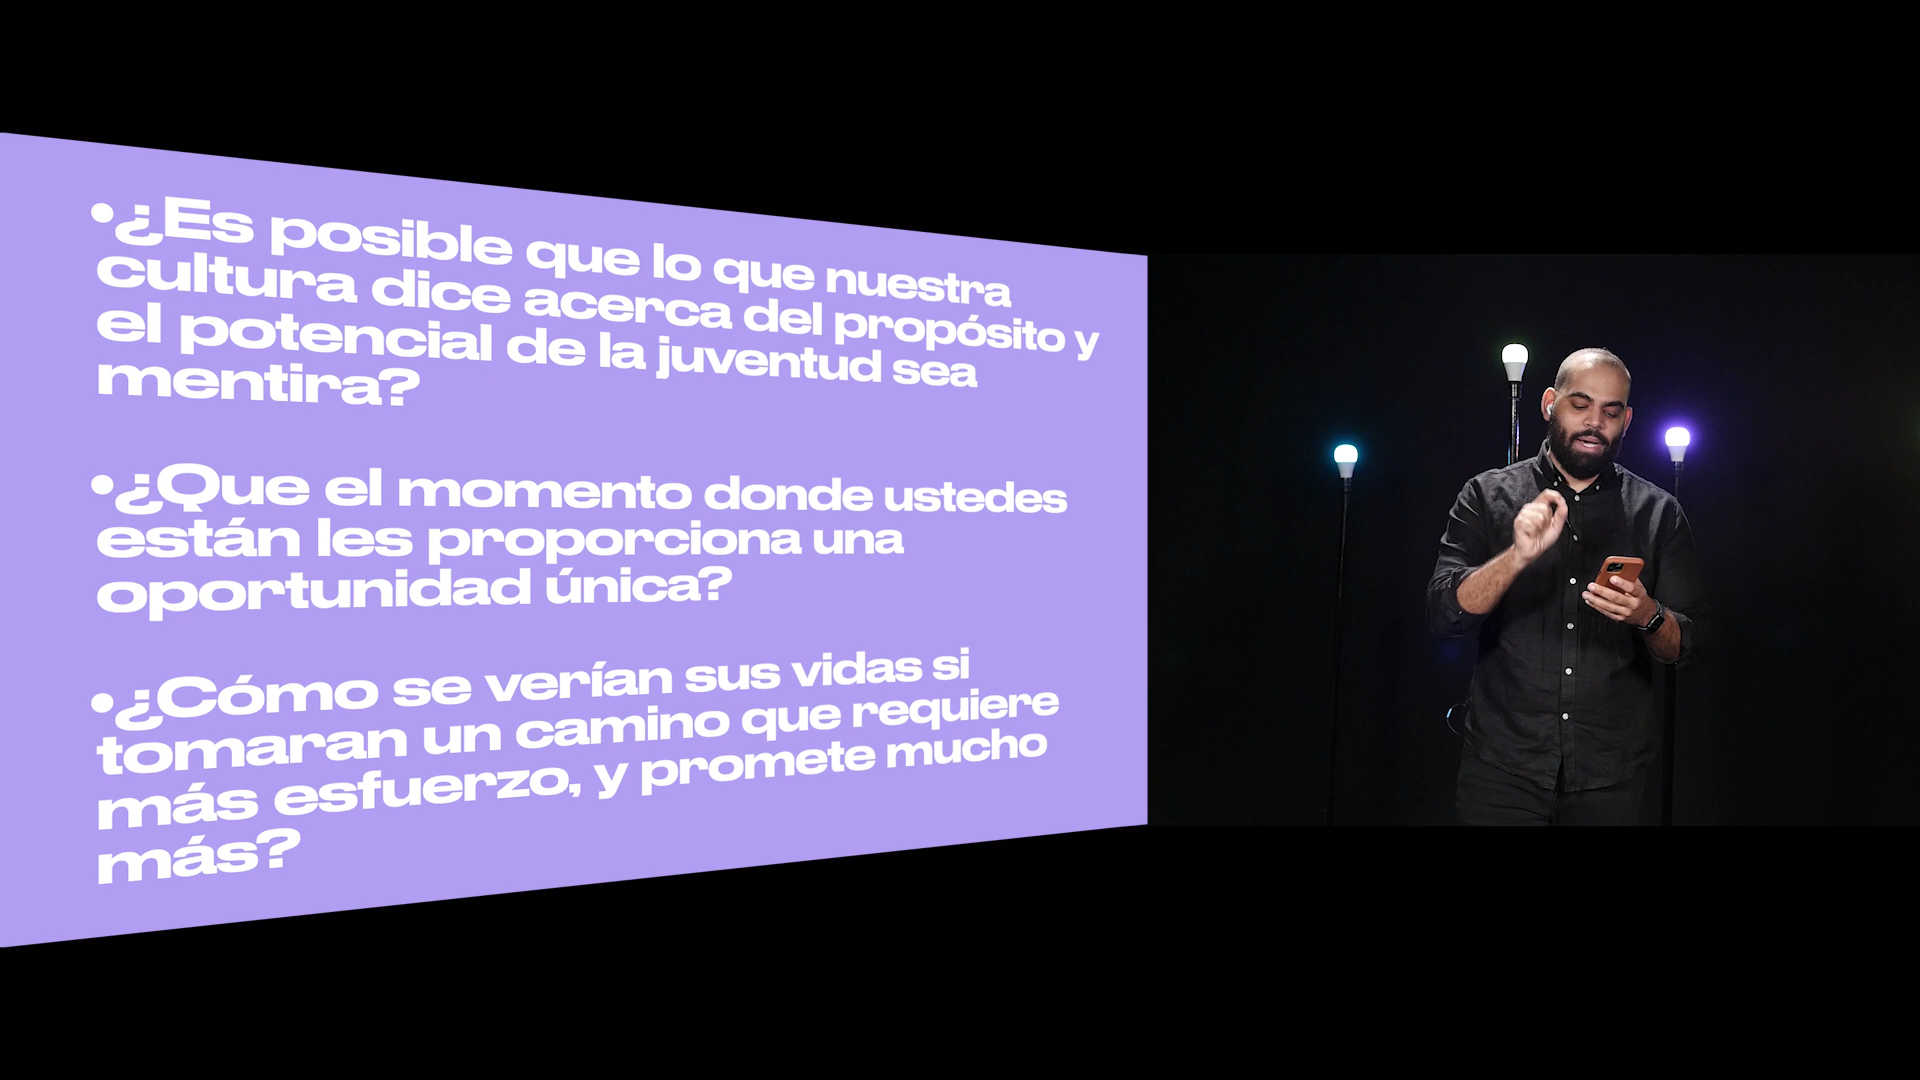 •¿Es posible que lo que nuestra
cultura dice acerca del propósito y
el potencial de la juventud sea
mentira?
•¿Que el momento donde ustedes
están les proporciona una
oportunidad única?
•¿Cómo se verían sus vidas si
tomaran un camino que requiere
más esfuerzo, y promete mucho
más?